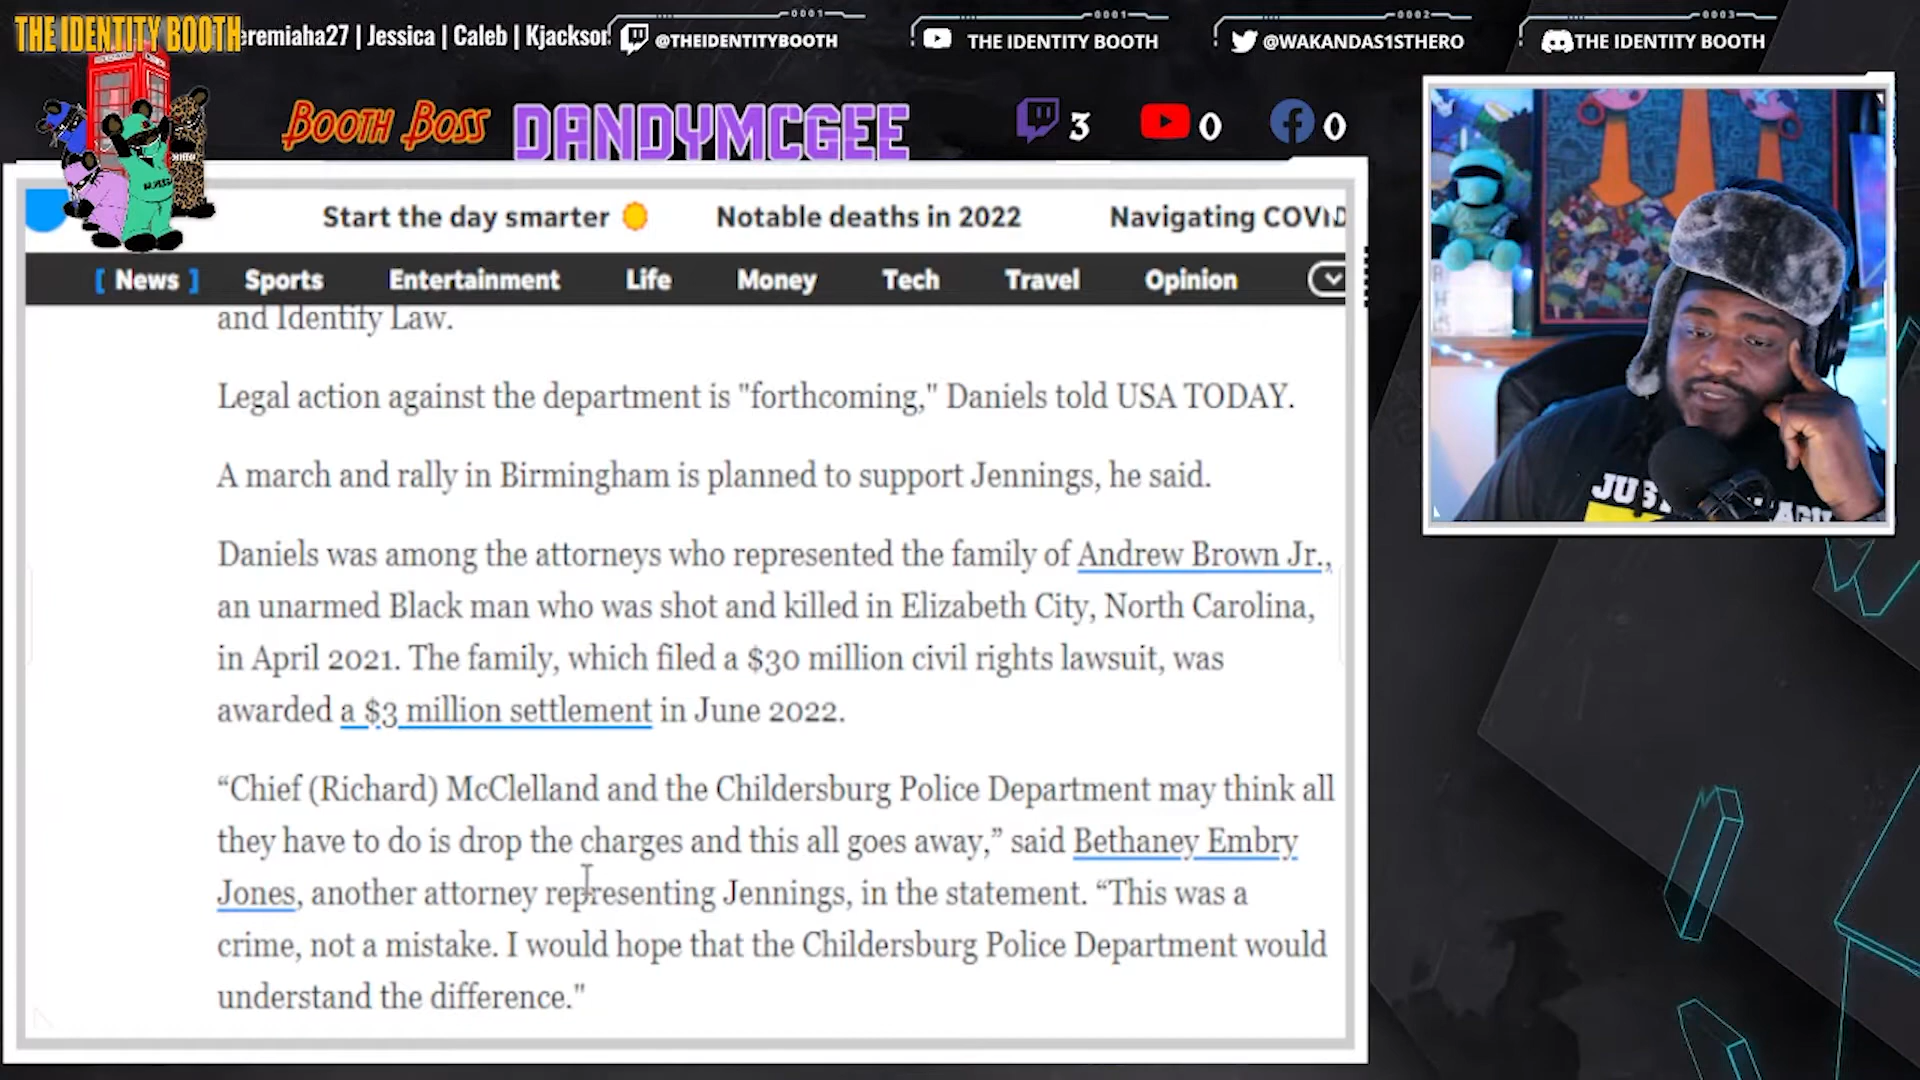 THE IDENTITY BOOTH
eremiaha27 | Jessica | Caleb | Kjackson
@THEIDENTITYBOOTH
THE IDENTITY BOOTH
@WAKANDAS1STHERO
THE IDENTITY BOOTH
0001
0001
0002
0003
BOOTH BOSS
DANDYMCGEE
3
0
0
Start the day smarter
Notable deaths in 2022
Navigating COVID
[ News ]
Sports
Entertainment
Life
Money
Tech
Travel
Opinion
and Identify Law.
Legal action against the department is "forthcoming," Daniels told USA TODAY.
A march and rally in Birmingham is planned to support Jennings, he said.
Daniels was among the attorneys who represented the family of Andrew Brown Jr.,
an unarmed Black man who was shot and killed in Elizabeth City, North Carolina,
in April 2021. The family, which filed a $30 million civil rights lawsuit, was
awarded a $3 million settlement in June 2022.
“Chief (Richard) McClelland and the Childersburg Police Department may think all
they have to do is drop the charges and this all goes away,” said Bethaney Embry
Jones, another attorney representing Jennings, in the statement. “This was a
crime, not a mistake. I would hope that the Childersburg Police Department would
understand the difference."